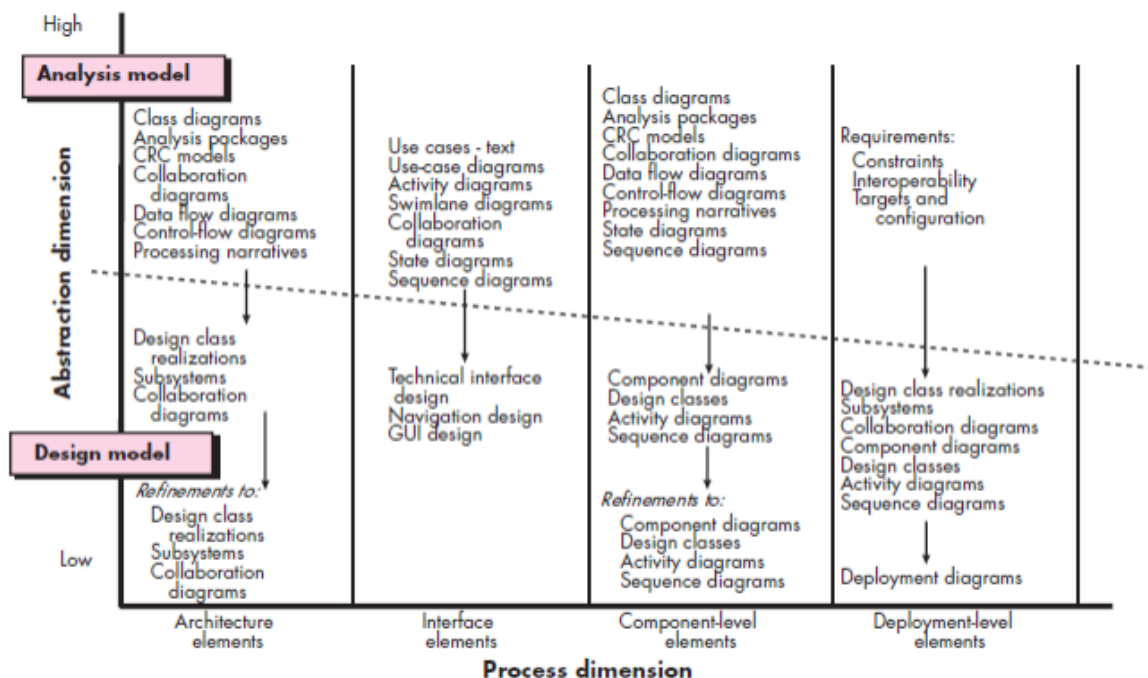 High
Analysis model
Abstraction dimension
Design model
Low
Class diagrams
Analysis packages
CRC models
Collaboration
diagrams
Data flow diagrams
Control-flow diagrams
Processing narratives
Design class
realizations
Subsystems
Collaboration
diagrams
Refinements to:
Design class
realizations
Subsystems
Collaboration
diagrams
Use cases - text
Use-case diagrams
Activity diagrams
Swimlane diagrams
Collaboration
diagrams
State diagrams
Sequence diagrams
Technical interface
design
Navigation design
GUI design
Class diagrams
Analysis packages
CRC models
Collaboration diagrams
Data flow diagrams
Control-flow diagrams
Processing narratives
State diagrams
Sequence diagrams
Component diagrams
Design classes
Activity diagrams
Sequence diagrams
Refinements to:
Component diagrams
Design classes
Activity diagrams
Sequence diagrams
Requirements:
Constraints
Interoperability
Targets and
configuration
Design class realizations
Subsystems
Collaboration diagrams
Component diagrams
Design classes
Activity diagrams
Sequence diagrams
Deployment diagrams
Architecture
elements
Interface
elements
Component-level
elements
Deployment-level
elements
Process dimension